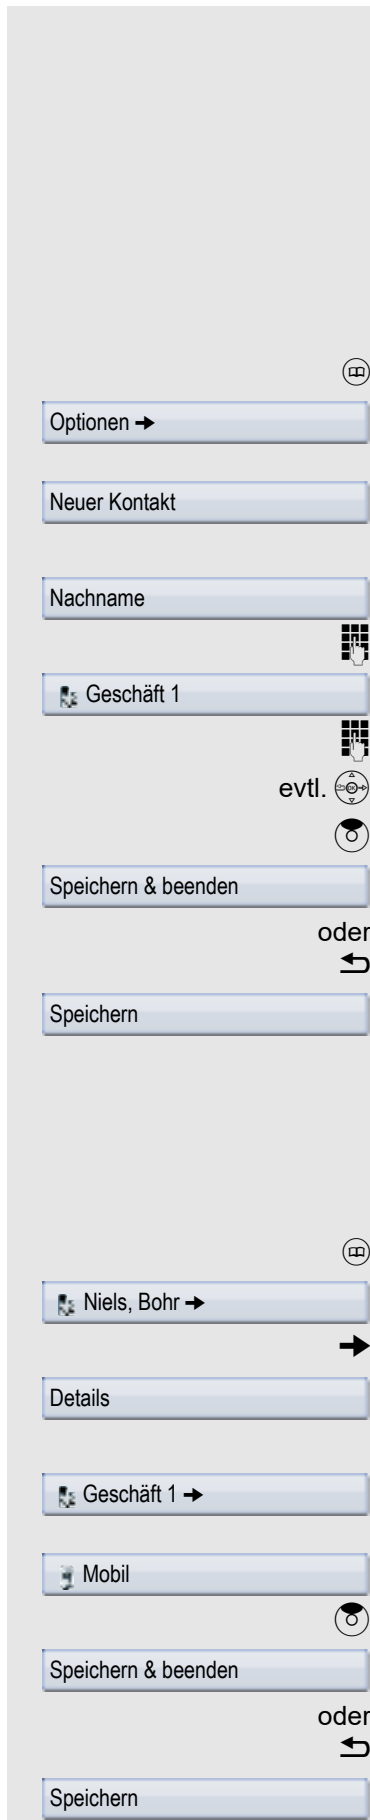 Optionen ➔
Neuer Kontakt
Nachname
Geschäft 1
evtl.
Speichern & beenden
oder
Speichern
Niels, Bohr ➔
Details
Geschäft 1 ➔
Mobil
Speichern & beenden
oder
Speichern